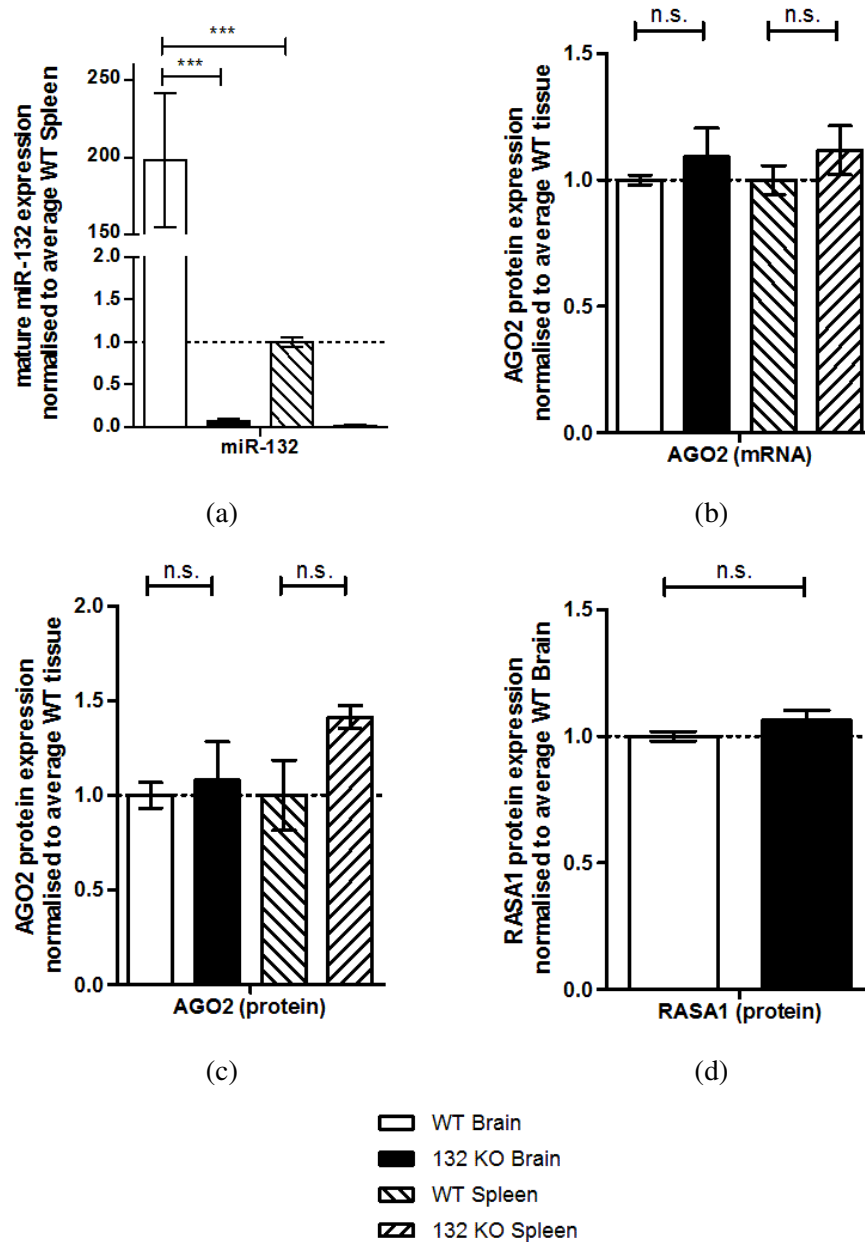 ***
***
mature miR-132 expression
normalised to average WT Spleen
250
200
150
2.0
1.5
1.0
0.5
0.0
miR-132
(a)
n.s.
n.s.
AGO2 protein expression
normalised to average WT tissue
1.5
1.0
0.5
0.0
AGO2 (mRNA)
(b)
n.s.
n.s.
AGO2 protein expression
normalised to average WT tissue
2.0
1.5
1.0
0.5
0.0
AGO2 (protein)
(c)
n.s.
RASA1 protein expression
normalised to average WT Brain
1.5
1.0
0.5
0.0
RASA1 (protein)
(d)
WT Brain
132 KO Brain
WT Spleen
132 KO Spleen